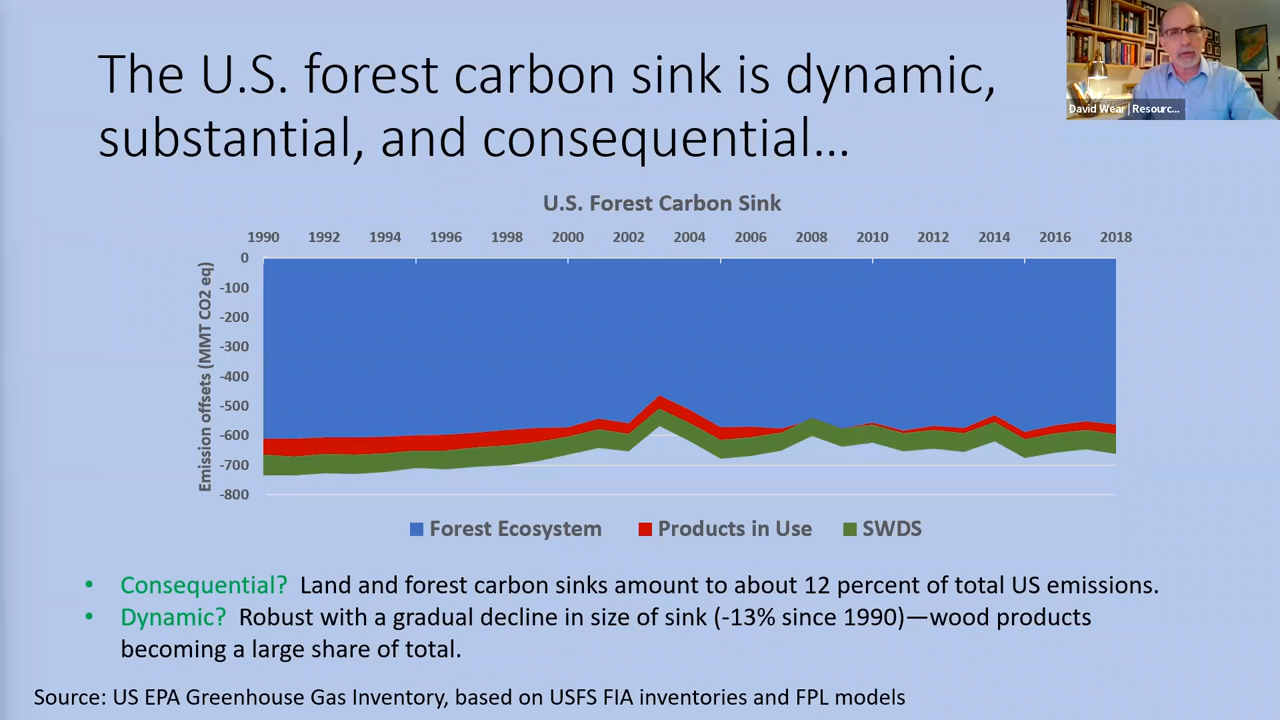 The U.S. forest carbon sink is dynamic,
substantial, and consequential...
David Wear | Resourc...
U.S. Forest Carbon Sink
1990 1992 1994 1996 1998 2000 2002 2004 2006 2008 2010 2012 2014 2016 2018
Emission offsets (MMT CO2 eq)
0
-100
-200
-300
-400
-500
-600
-700
-800
Forest Ecosystem Products in Use SWDS
• Consequential? Land and forest carbon sinks amount to about 12 percent of total US emissions.
• Dynamic? Robust with a gradual decline in size of sink (-13% since 1990)—wood products
becoming a large share of total.
Source: US EPA Greenhouse Gas Inventory, based on USFS FIA inventories and FPL models